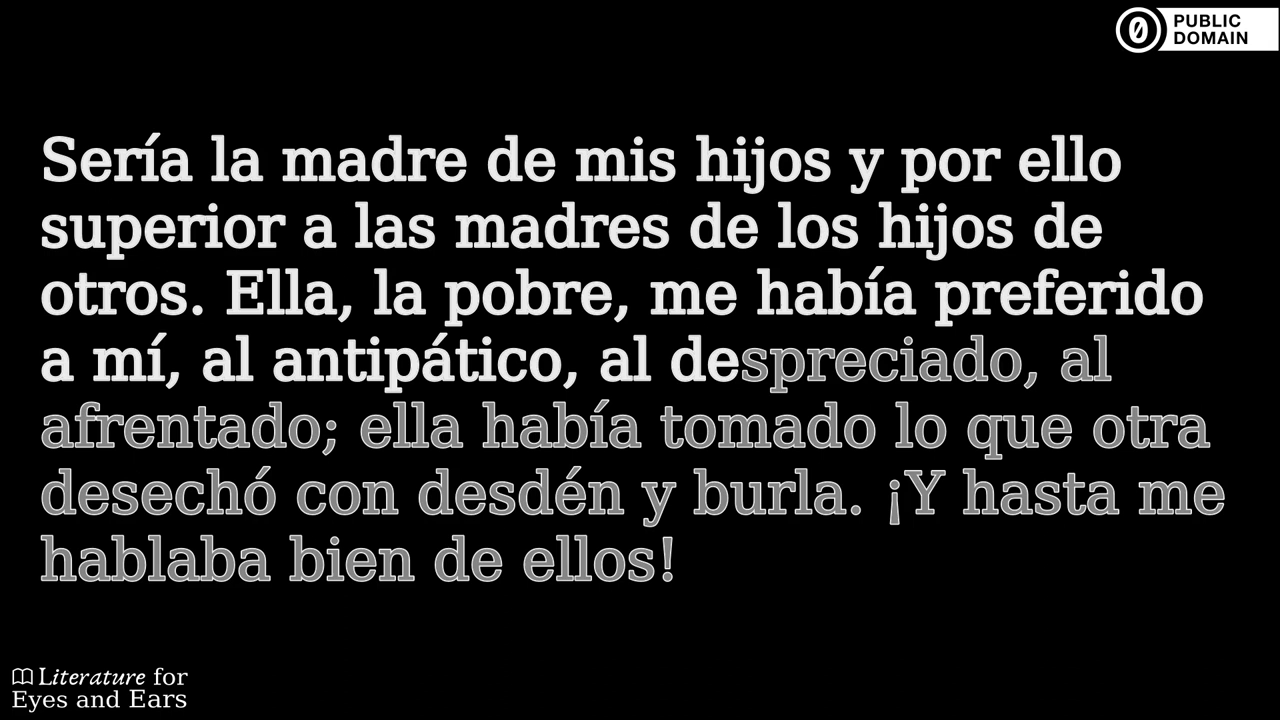 PUBLIC
DOMAIN
Sería la madre de mis hijos y por ello
superior a las madres de los hijos de
otros. Ella, la pobre, me había preferido
a mí, al antipático, al despreciado, al
afrentado; ella había tomado lo que otra
desechó con desdén y burla. ¡Y hasta me
hablaba bien de ellos!
Literature for
Eyes and Ears